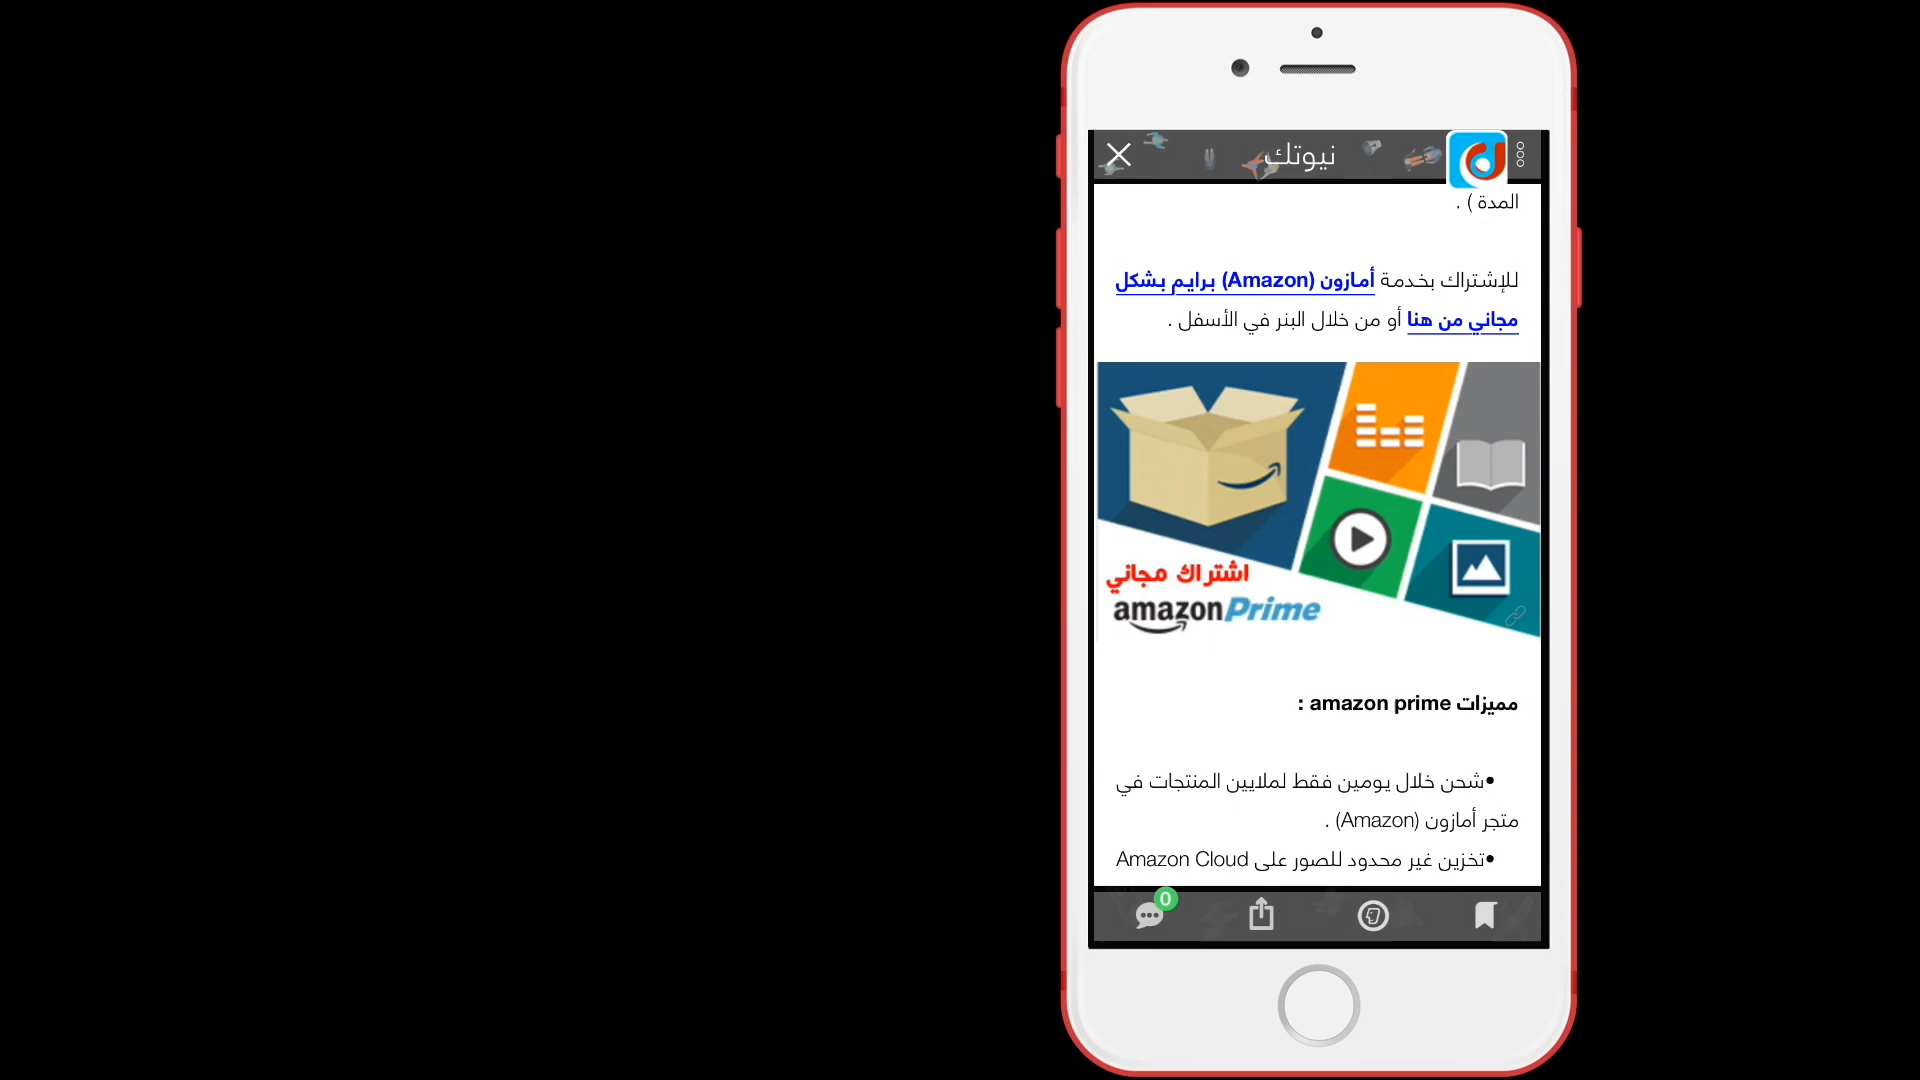 نيوتك
المدة ) .
للإشتراك بخدمة أمازون (Amazon) برايم بشكل
مجاني من هنا أو من خلال البنر في الأسفل .
اشتراك مجاني
amazonPrime
مميزات amazon prime :
•شحن خلال يومين فقط لملايين المنتجات في
متجر أمازون (Amazon) .
•تخزين غير محدود للصور على Amazon Cloud
0